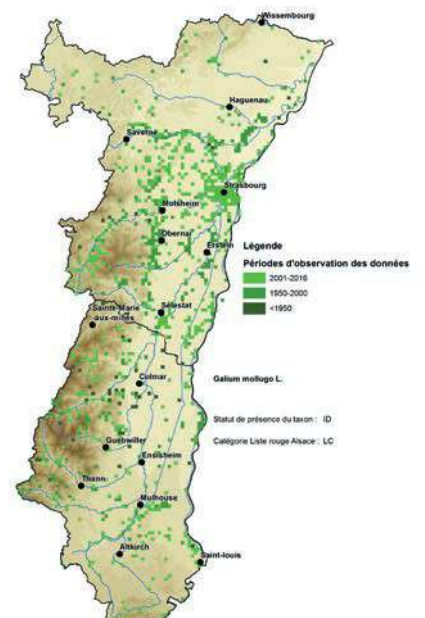 Wissembourg
Haguenau
Saverne
Strasbourg
Molsheim
Obernai
Erstein
Légende
Périodes d'observation des données
2001-2016
1950-2000
<1950
Sainte-Marie
aux-mines
Sélestat
Colmar
Galium mollugo L.
Statut de présence du taxon : ID
Catégorie Liste rouge Alsace : LC
Guebwiller
Ensisheim
Thann
Mulhouse
Altkirch
Saint-louis